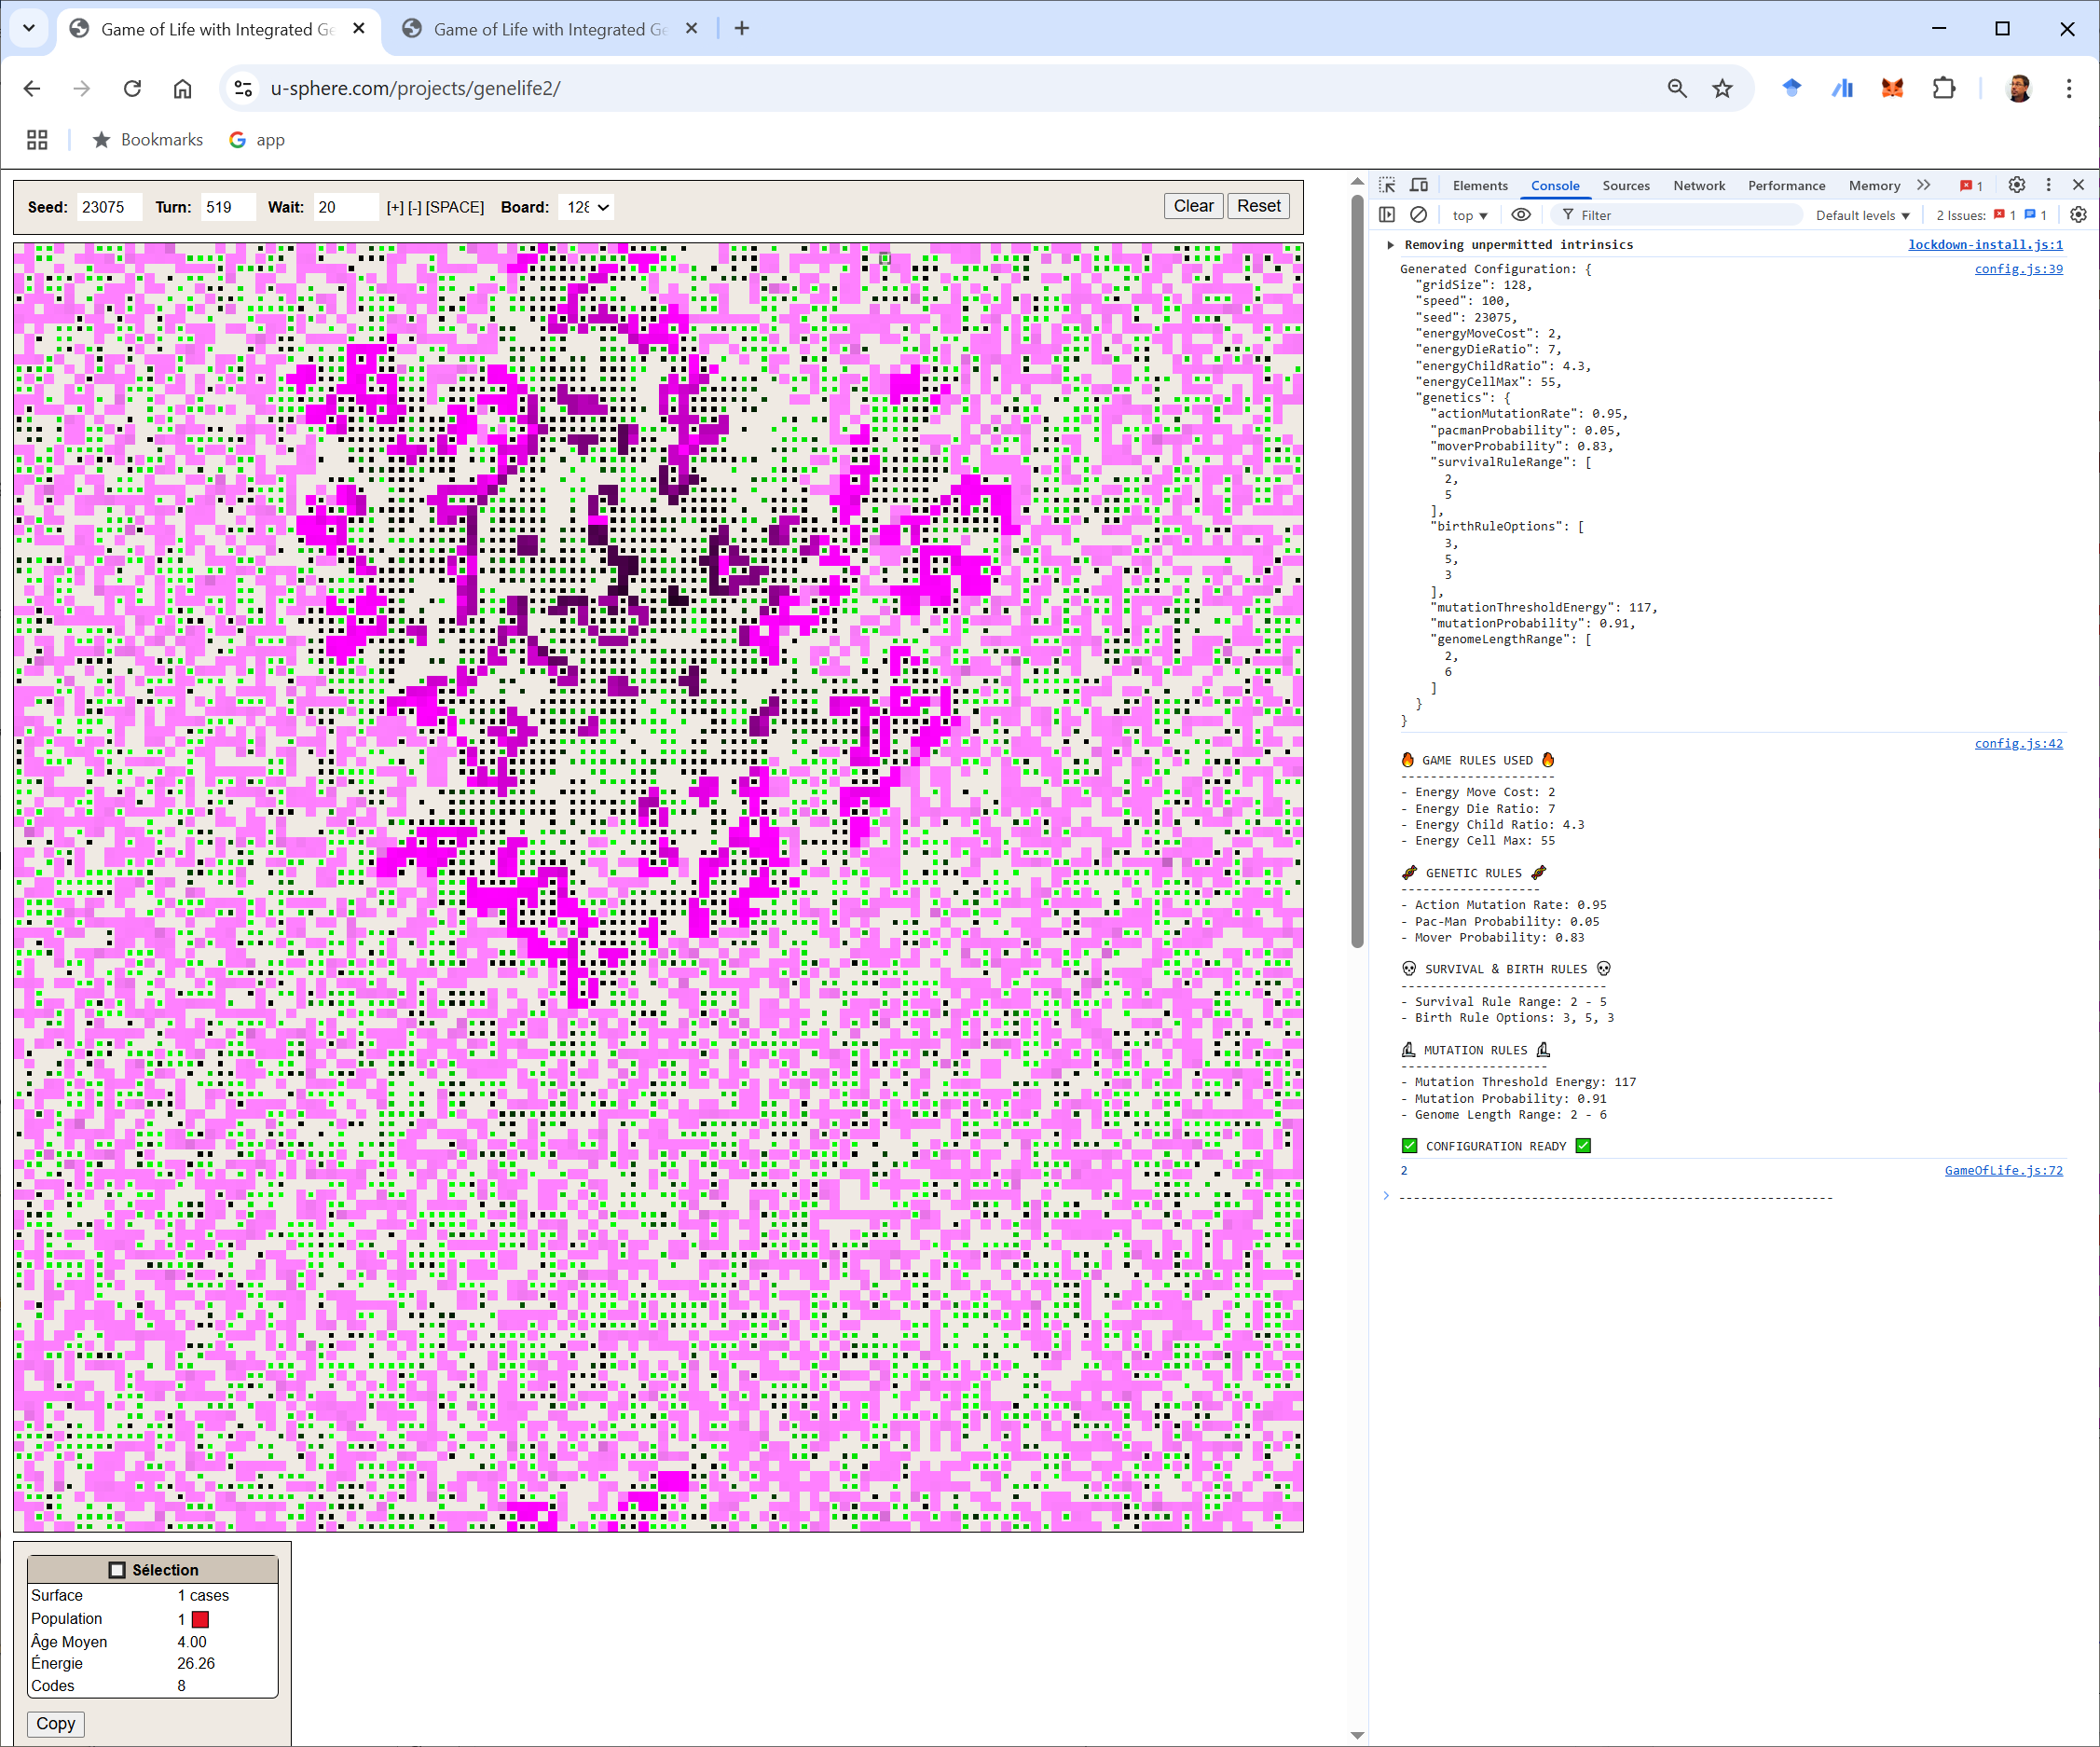 Game of Life with Integrated Ge
Game of Life with Integrated Ge
u-sphere.com/projects/genelife2/
Bookmarks
app
Seed: 23075 Turn: 519 Wait: 20 [+] [-] [SPACE] Board: 128
Clear Reset
Elements Console Sources Network Performance Memory 1
top Filter Default levels 2 Issues: 1 1
Removing unpermitted intrinsics lockdown-install.js:1
Generated Configuration: { config.js:39
"gridSize": 128,
"speed": 100,
"seed": 23075,
"energyMoveCost": 2,
"energyDieRatio": 7,
"energyChildRatio": 4.3,
"energyCellMax": 55,
"genetics": {
"actionMutationRate": 0.95,
"pacmanProbability": 0.05,
"moverProbability": 0.83,
"survivalRuleRange": [
2,
5
],
"birthRuleOptions": [
3,
5,
3
],
"mutationThresholdEnergy": 117,
"mutationProbability": 0.91,
"genomeLengthRange": [
2,
6
]
}
}
config.js:42
🔥 GAME RULES USED 🔥
---------------------
- Energy Move Cost: 2
- Energy Die Ratio: 7
- Energy Child Ratio: 4.3
- Energy Cell Max: 55
GENETIC RULES
-------------------
- Action Mutation Rate: 0.95
- Pac-Man Probability: 0.05
- Mover Probability: 0.83
💀 SURVIVAL & BIRTH RULES 💀
----------------------------
- Survival Rule Range: 2 - 5
- Birth Rule Options: 3, 5, 3
MUTATION RULES
--------------------
- Mutation Threshold Energy: 117
- Mutation Probability: 0.91
- Genome Length Range: 2 - 6
✅ CONFIGURATION READY ✅
2 GameOfLife.js:72
------------------------------------------------------------
Sélection
Surface 1 cases
Population 1
Âge Moyen 4.00
Énergie 26.26
Codes 8
Copy